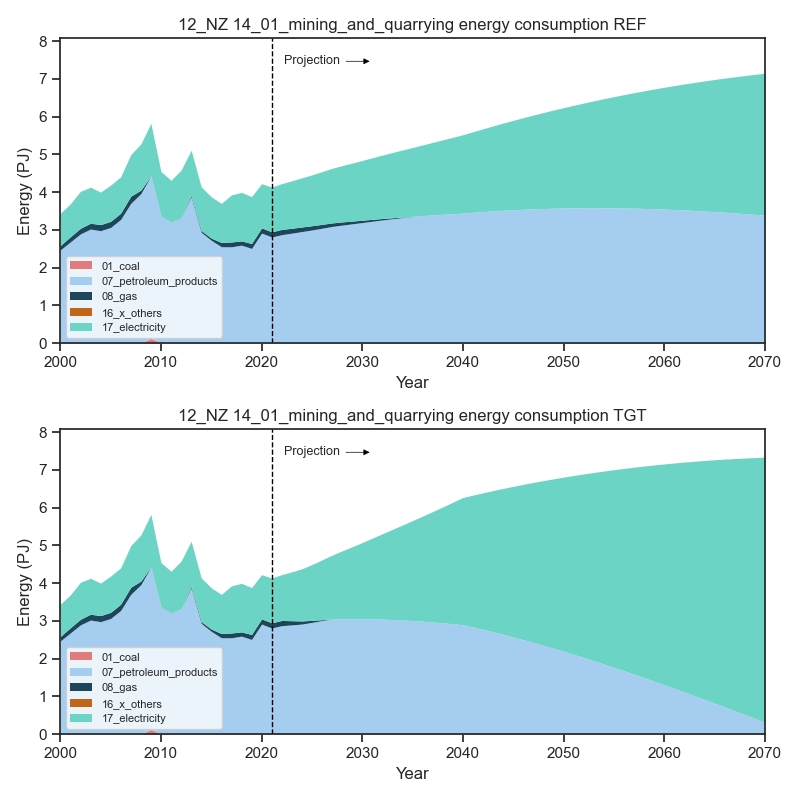 12_NZ 14_01_mining_and_quarrying energy consumption REF
8
7
6
5
4
3
2
1
0
Energy (PJ)
Projection
01_coal
07_petroleum_products
08_gas
16_x_others
17_electricity
2000 2010 2020 2030 2040 2050 2060 2070
Year
12_NZ 14_01_mining_and_quarrying energy consumption TGT
8
7
6
5
4
3
2
1
0
Energy (PJ)
Projection
01_coal
07_petroleum_products
08_gas
16_x_others
17_electricity
2000 2010 2020 2030 2040 2050 2060 2070
Year